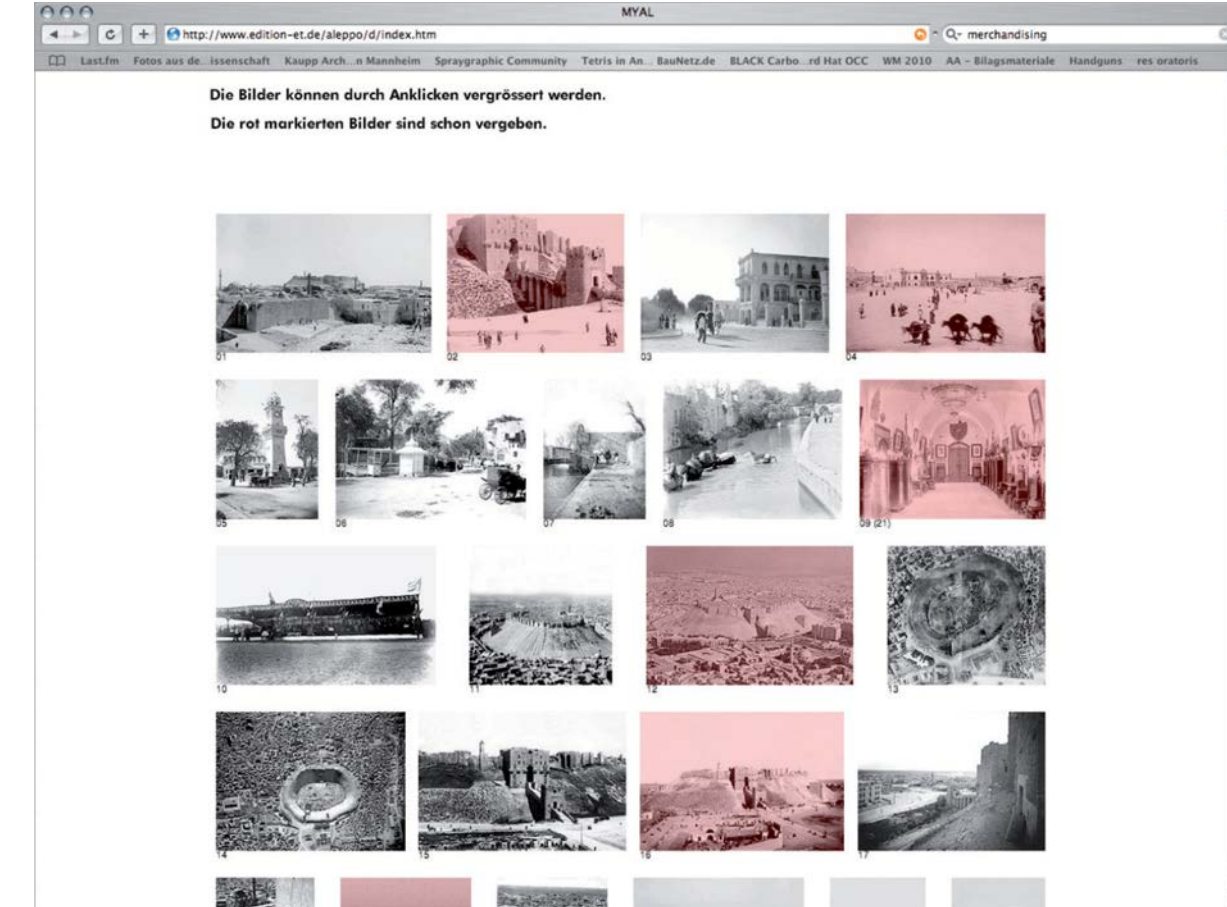 MYAL
http://www.edition-et.de/aleppo/d/index.htm
merchandising
Last.fm Fotos aus de...issenschaft Kaupp Arch...n Mannheim Spraygraphic Community Tetris in An... BauNetz.de BLACK Carbo...rd Hat OCC WM 2010 AA – Bilagsmateriale Handguns res oratoris
Die Bilder können durch Anklicken vergrössert werden.
Die rot markierten Bilder sind schon vergeben.
01 02 03 04
05 06 07 08 09 (21)
10 11 12 13
14 15 16 17